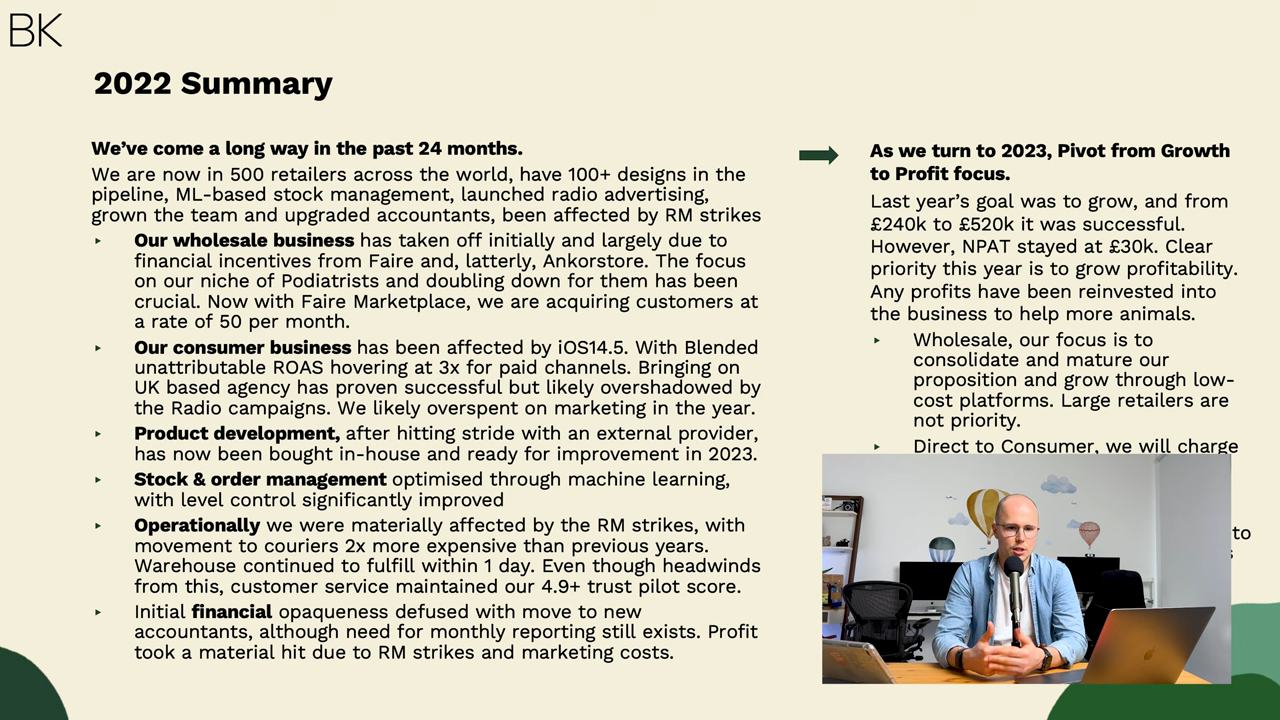 BK
2022 Summary
We’ve come a long way in the past 24 months.
We are now in 500 retailers across the world, have 100+ designs in the
pipeline, ML-based stock management, launched radio advertising,
grown the team and upgraded accountants, been affected by RM strikes
Our wholesale business has taken off initially and largely due to
financial incentives from Faire and, latterly, Ankorstore. The focus
on our niche of Podiatrists and doubling down for them has been
crucial. Now with Faire Marketplace, we are acquiring customers at
a rate of 50 per month.
Our consumer business has been affected by iOS14.5. With Blended
unattributable ROAS hovering at 3x for paid channels. Bringing on
UK based agency has proven successful but likely overshadowed by
the Radio campaigns. We likely overspent on marketing in the year.
Product development, after hitting stride with an external provider,
has now been bought in-house and ready for improvement in 2023.
Stock & order management optimised through machine learning,
with level control significantly improved
Operationally we were materially affected by the RM strikes, with
movement to couriers 2x more expensive than previous years.
Warehouse continued to fulfill within 1 day. Even though headwinds
from this, customer service maintained our 4.9+ trust pilot score.
Initial financial opaqueness defused with move to new
accountants, although need for monthly reporting still exists. Profit
took a material hit due to RM strikes and marketing costs.
As we turn to 2023, Pivot from Growth
to Profit focus.
Last year’s goal was to grow, and from
£240k to £520k it was successful.
However, NPAT stayed at £30k. Clear
priority this year is to grow profitability.
Any profits have been reinvested into
the business to help more animals.
Wholesale, our focus is to
consolidate and mature our
proposition and grow through low-
cost platforms. Large retailers are
not priority.
Direct to Consumer, we will charge
to